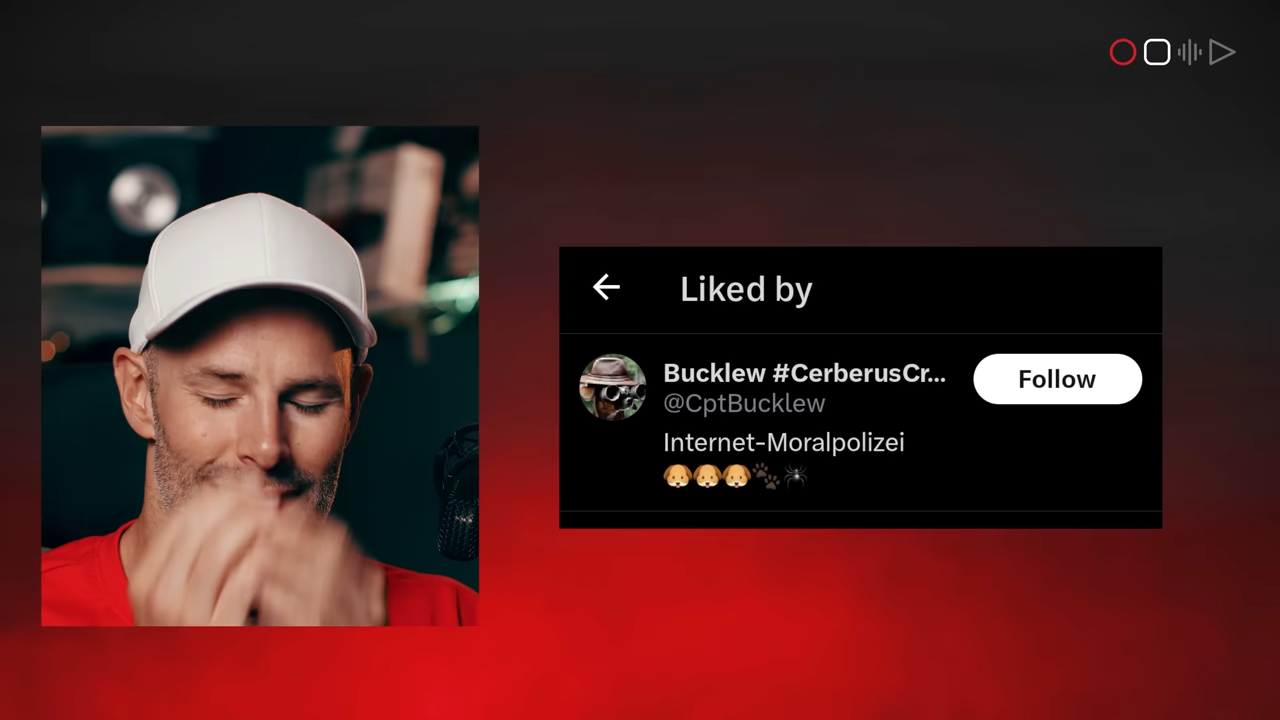 Liked by
Bucklew #CerberusCr...
@CptBucklew
Follow
Internet-Moralpolizei
🐶🐶🐶🐾🕷